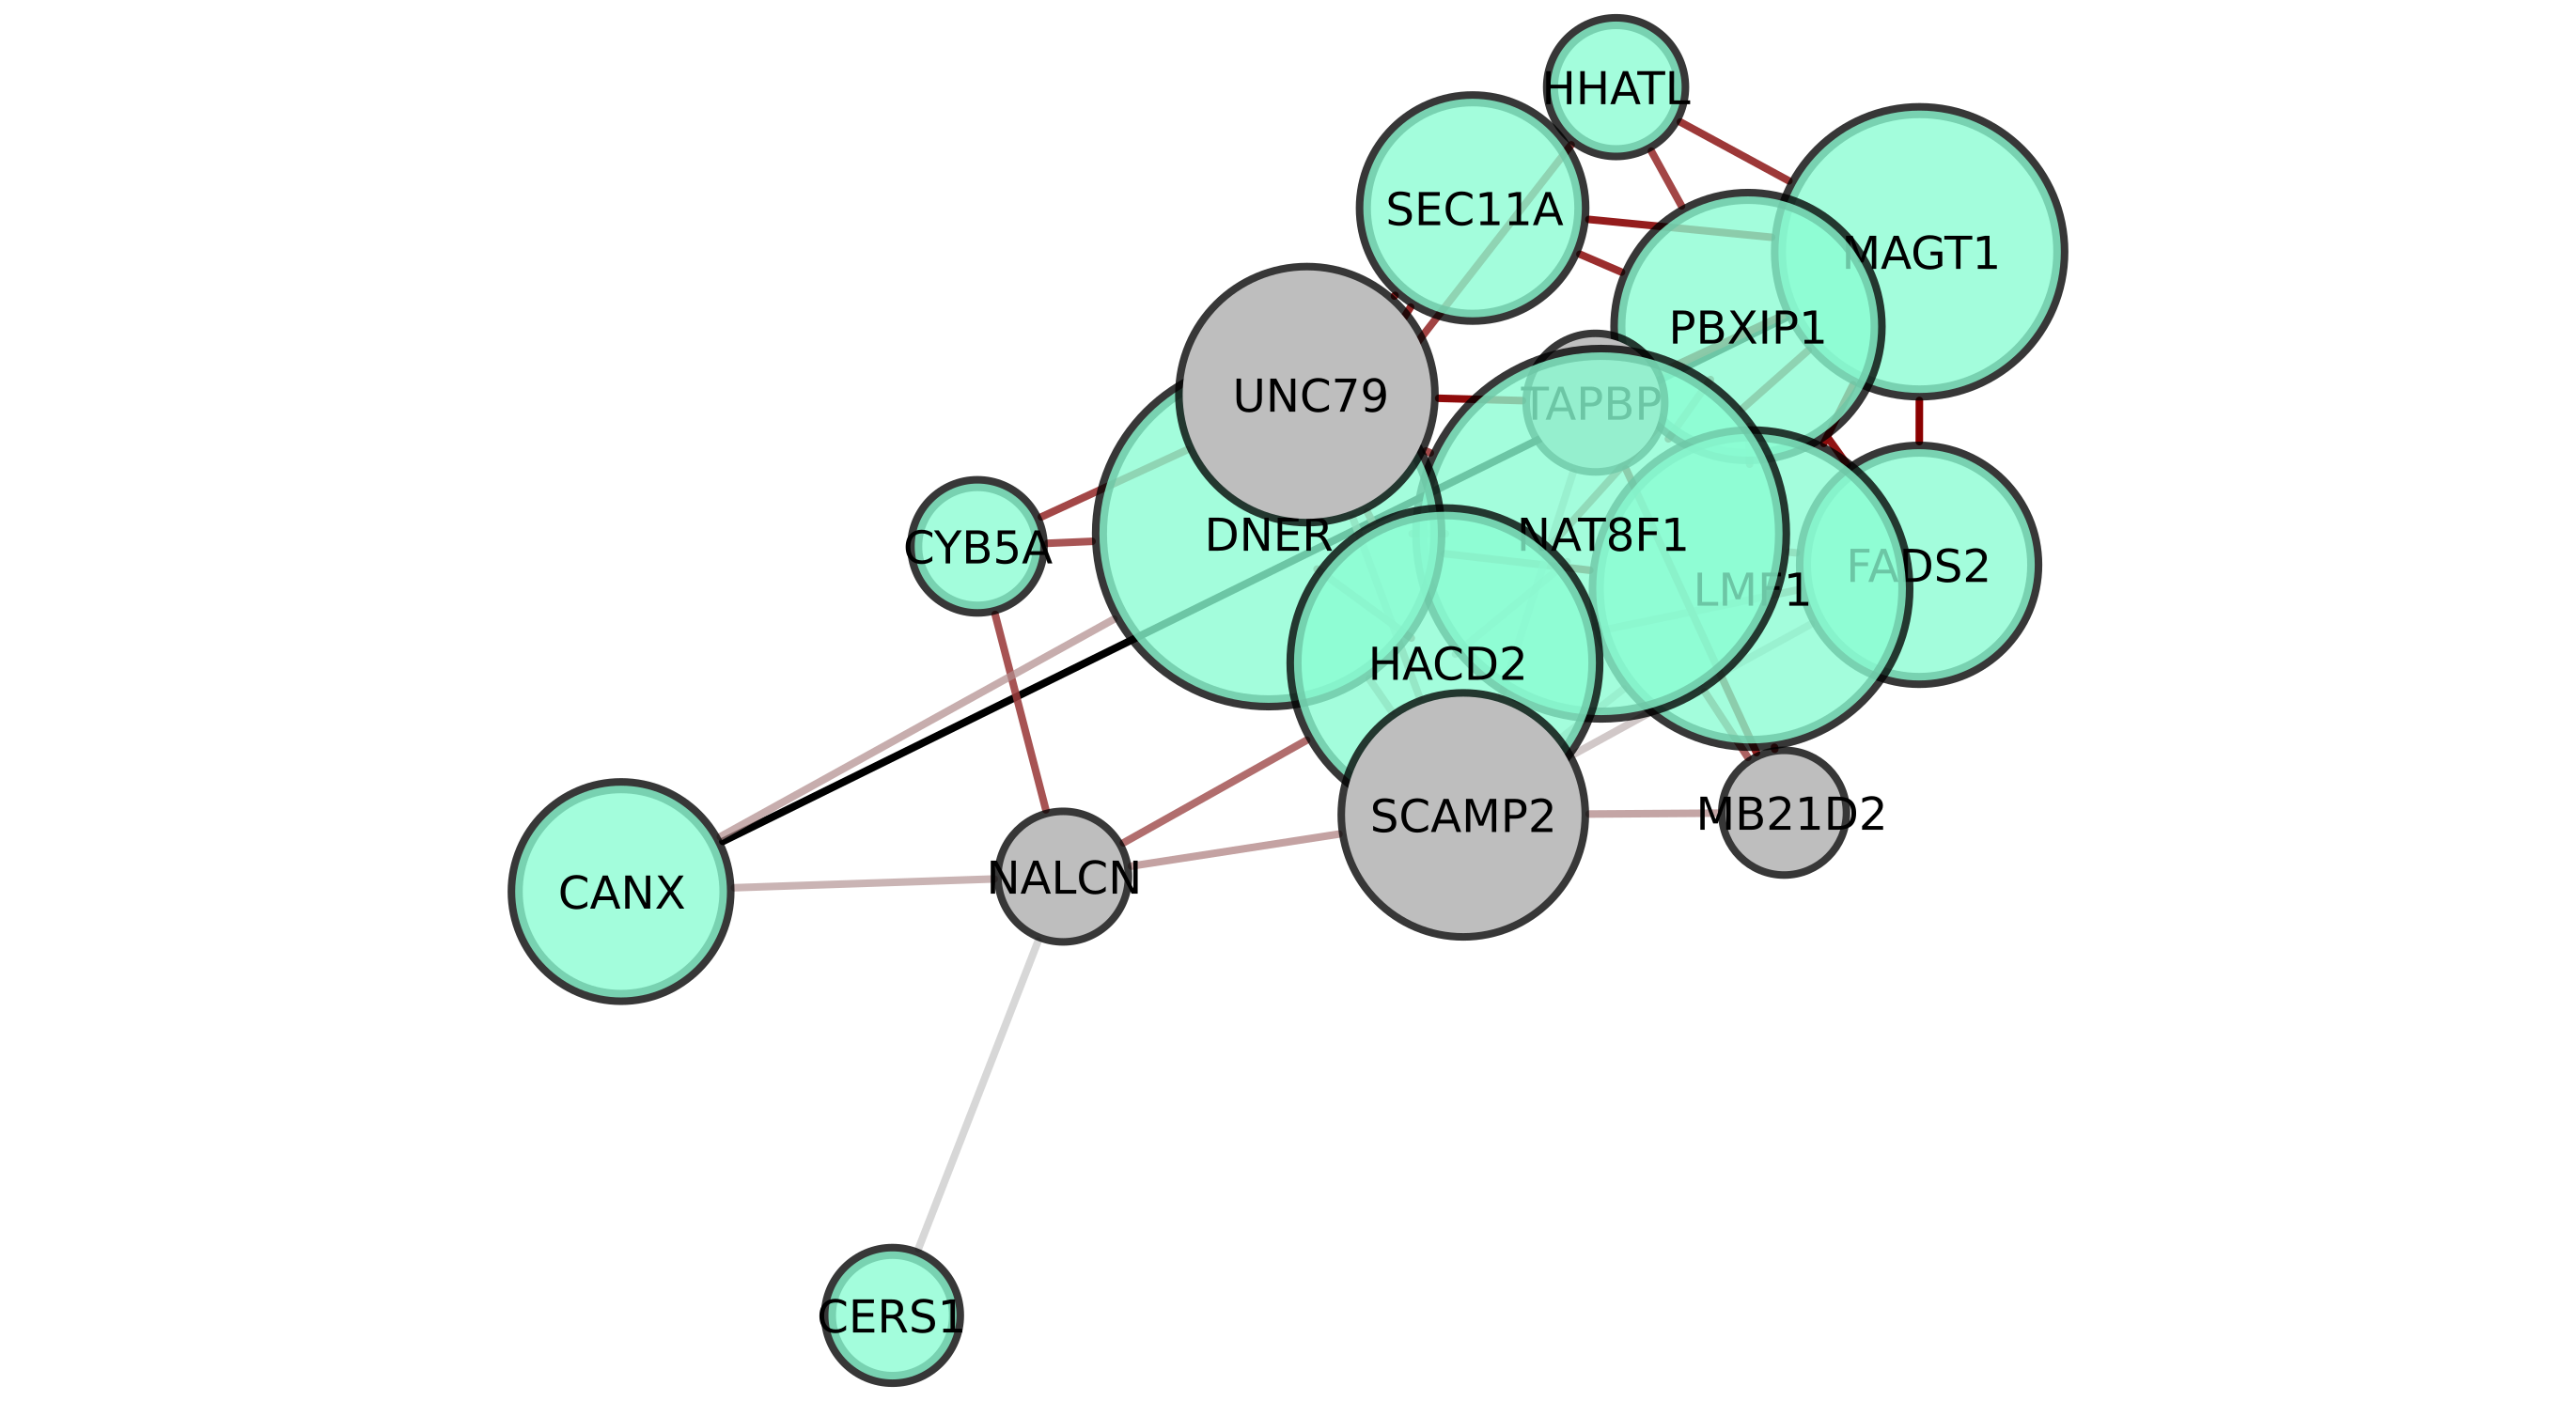 HHATL
SEC11A
MAGT1
PBXIP1
UNC79
TAPBP
DNER
NAT8F1
CYB5A
FADS2
LMF1
HACD2
SCAMP2
MB21D2
NALCN
CANX
CERS1